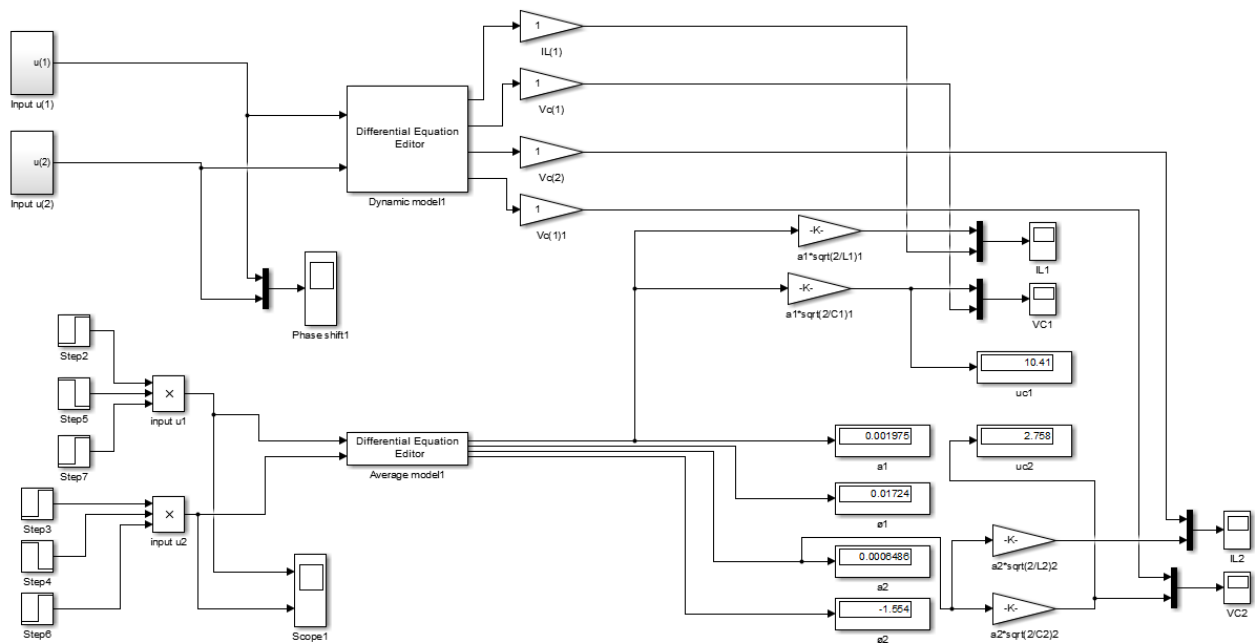 u(1)
Input u(1)
u(2)
Input u(2)
Differential Equation
Editor
Dynamic model1
1
IL(1)
1
Vc(1)
1
Vc(2)
1
Vc(1)1
Phase shift1
-K-
a1*sqrt(2/L1)1
-K-
a1*sqrt(2/C1)1
IL1
VC1
10.41
uc1
Step2
Step5
Step7
×
input u1
Step3
Step4
Step6
×
input u2
Scope1
Differential Equation
Editor
Average model1
0.001975
a1
0.01724
ø1
0.0006486
a2
-1.554
ø2
2.758
uc2
-K-
a2*sqrt(2/L2)2
-K-
a2*sqrt(2/C2)2
IL2
VC2